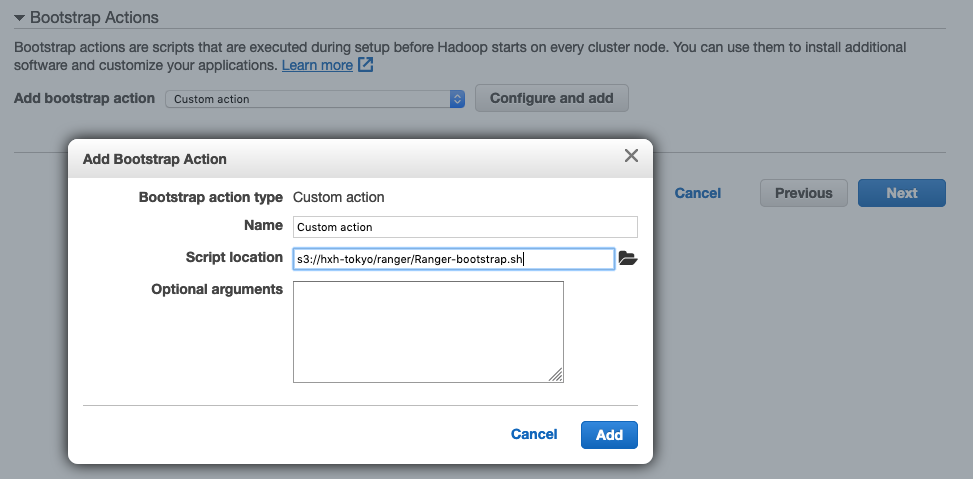 Bootstrap Actions
Bootstrap actions are scripts that are executed during setup before Hadoop starts on every cluster node. You can use them to install additional
software and customize your applications. Learn more
Add bootstrap action Custom action Configure and add
Add Bootstrap Action
Bootstrap action type Custom action
Name Custom action
Script location s3://hxh-tokyo/ranger/Ranger-bootstrap.sh
Optional arguments
Cancel Add
Cancel Previous Next